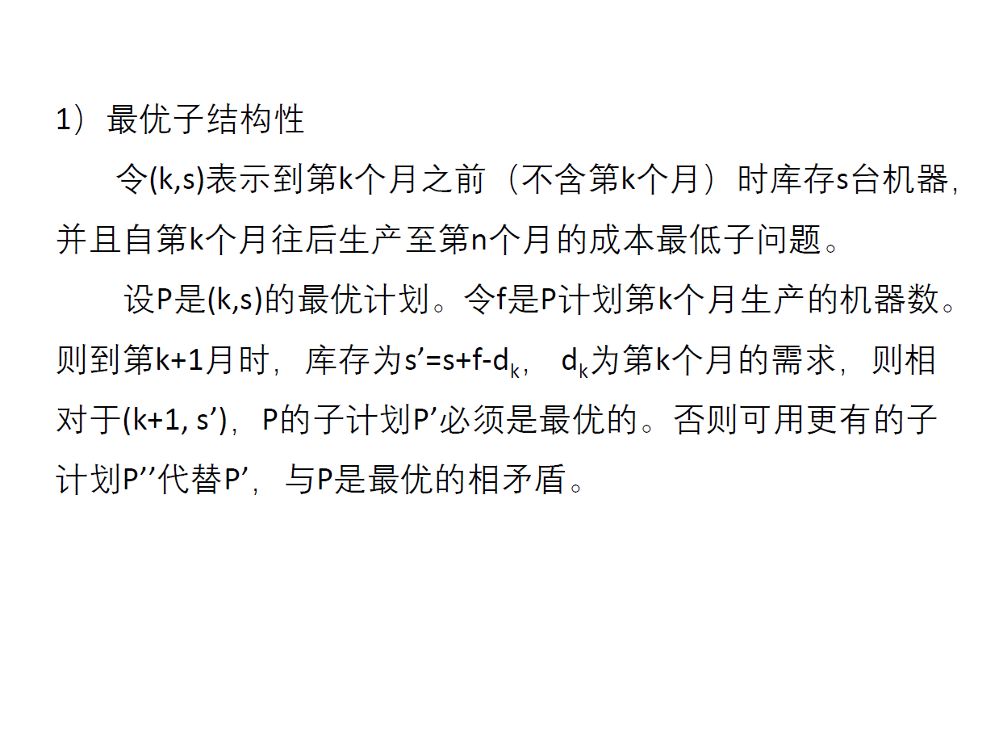 1）最优子结构性
令(k,s)表示到第k个月之前（不含第k个月）时库存s台机器，
并且自第k个月往后生产至第n个月的成本最低子问题。
设P是(k,s)的最优计划。令f是P计划第k个月生产的机器数。
则到第k+1月时，库存为s’=s+f-dₖ， dₖ为第k个月的需求，则相
对于(k+1, s’)，P的子计划P’必须是最优的。否则可用更有的子
计划P’’代替P’，与P是最优的相矛盾。